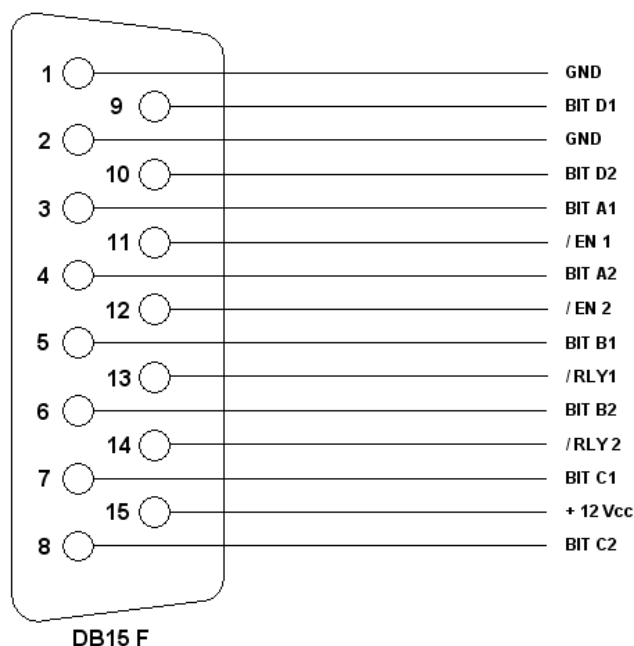 1 GND
9 BIT D1
2 GND
10 BIT D2
3 BIT A1
11 / EN 1
4 BIT A2
12 / EN 2
5 BIT B1
13 / RLY1
6 BIT B2
14 / RLY 2
7 BIT C1
15 + 12 Vcc
8 BIT C2
DB15 F